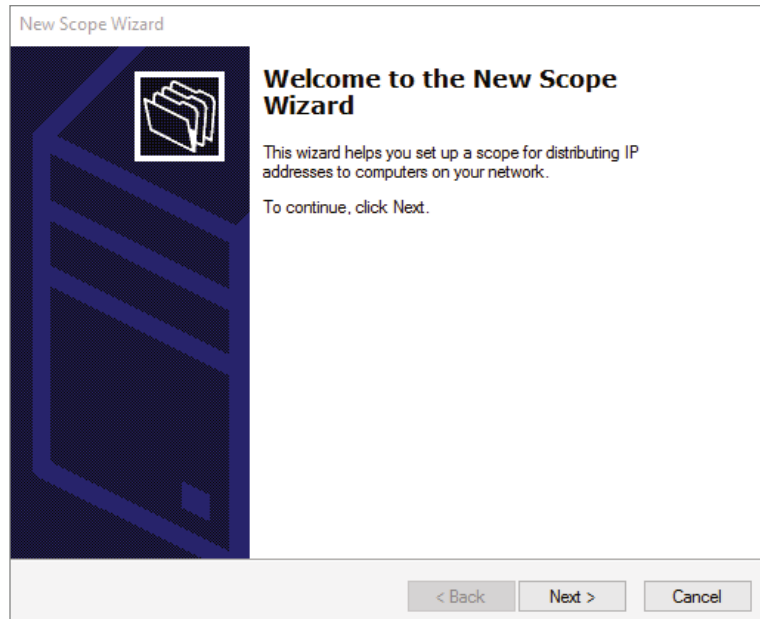 New Scope Wizard
Welcome to the New Scope
Wizard
This wizard helps you set up a scope for distributing IP
addresses to computers on your network.
To continue, click Next.
< Back
Next >
Cancel